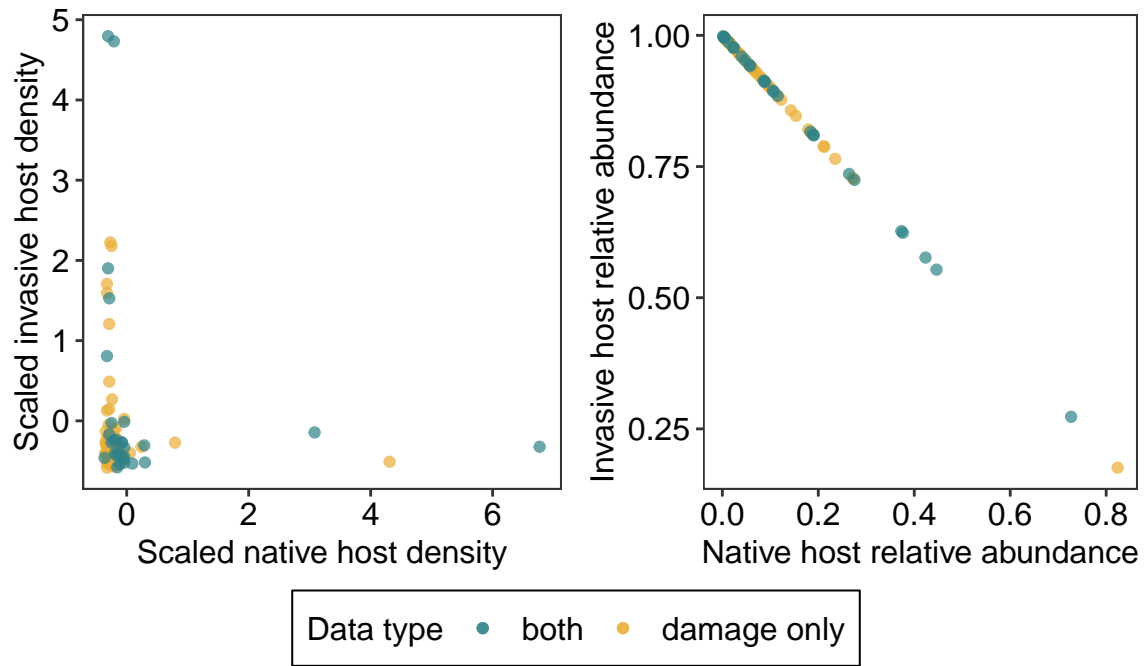 Scaled invasive host density
5
4
3
2
1
0
0 2 4 6
Scaled native host density
Invasive host relative abundance
1.00
0.75
0.50
0.25
0.0 0.2 0.4 0.6 0.8
Native host relative abundance
Data type both damage only